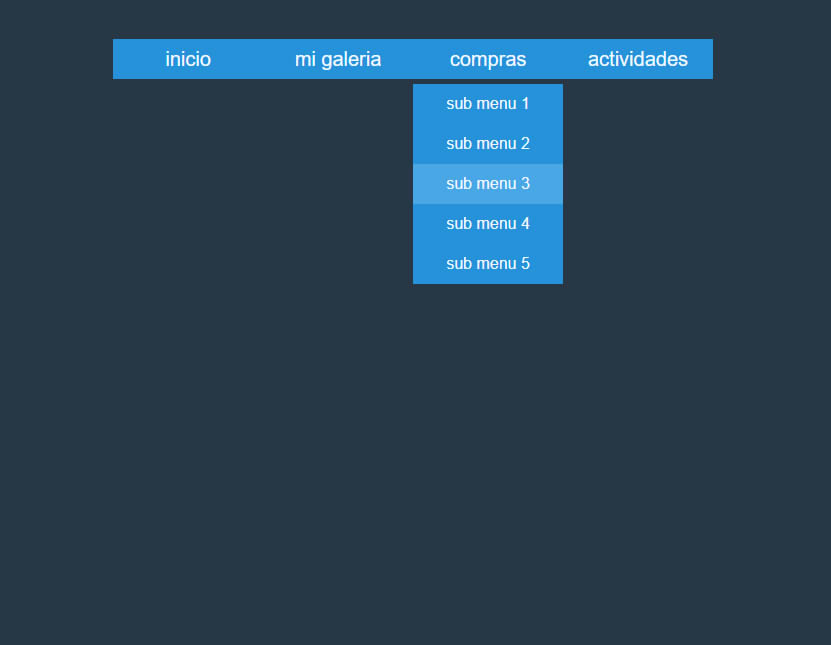 inicio mi galeria compras actividades
sub menu 1
sub menu 2
sub menu 3
sub menu 4
sub menu 5